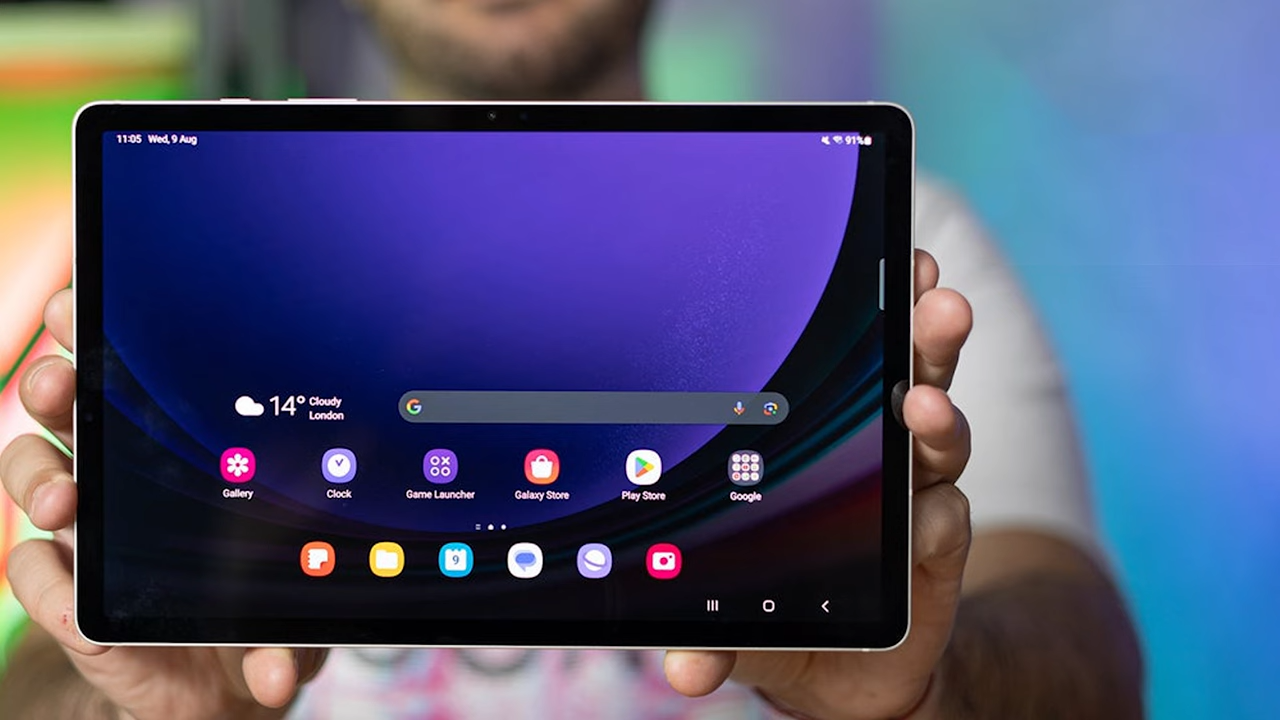 11:05 Wed, 9 Aug
91%
14° Cloudy
London
Gallery
Clock
Game Launcher
Galaxy Store
Play Store
Google
9